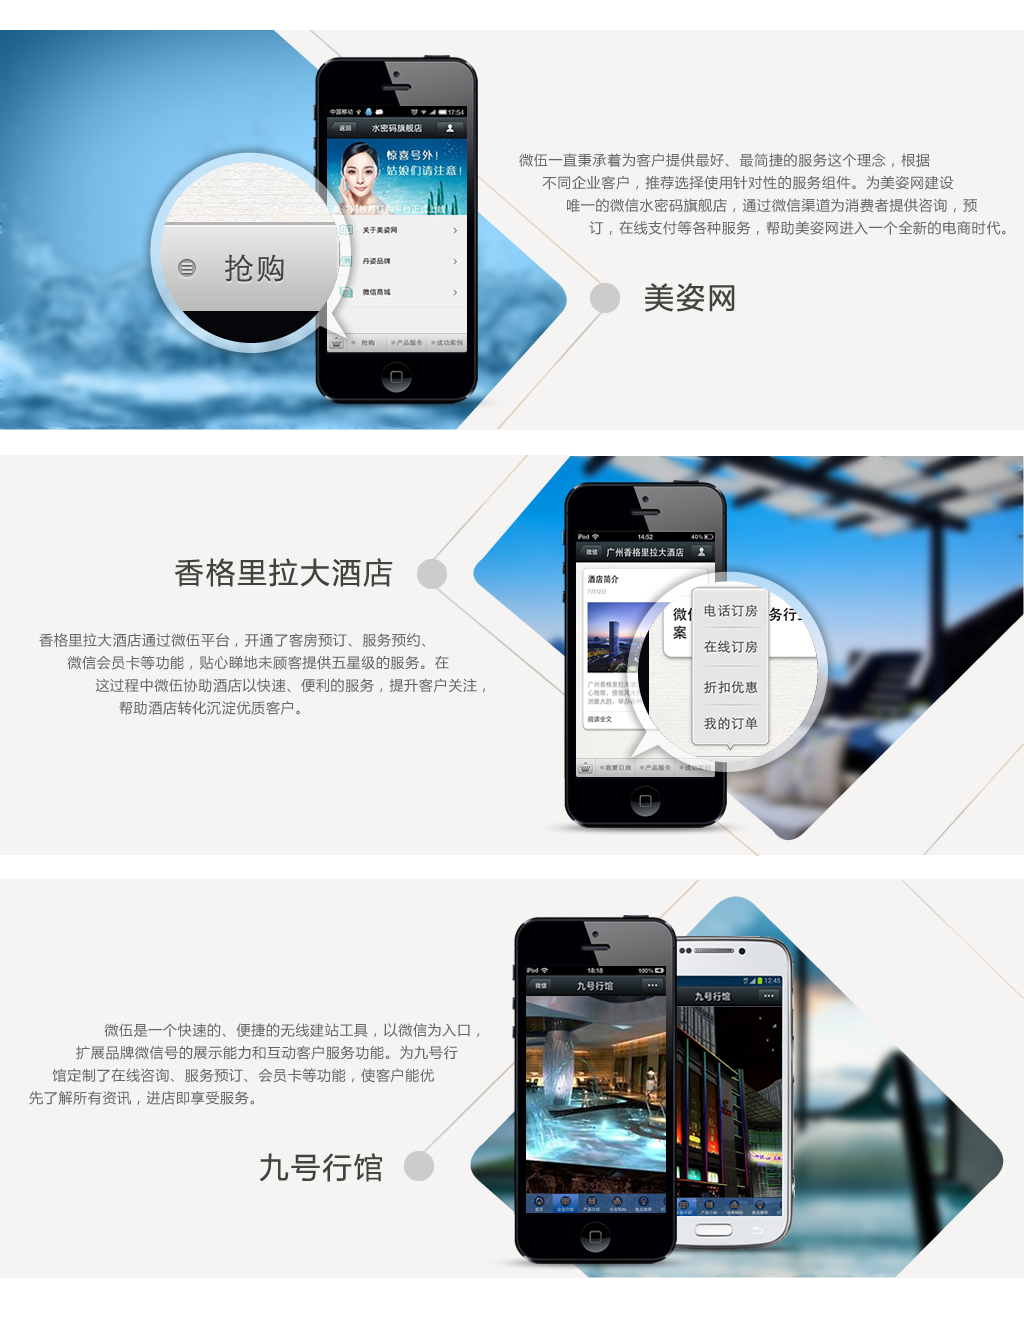 中国移动
17:54
返回
水密码旗舰店
惊喜号外!
姑娘们请注意!
关于美姿网
丹姿品牌
微信商城
抢购
产品服务
成功案例
抢购
微伍一直秉承着为客户提供最好、最简捷的服务这个理念，根据
不同企业客户，推荐选择使用针对性的服务组件。为美姿网建设
唯一的微信水密码旗舰店，通过微信渠道为消费者提供咨询，预
订，在线支付等各种服务，帮助美姿网进入一个全新的电商时代。
美姿网
香格里拉大酒店
香格里拉大酒店通过微伍平台，开通了客房预订、服务预约、
微信会员卡等功能，贴心睇地未顾客提供五星级的服务。在
这过程中微伍协助酒店以快速、便利的服务，提升客户关注，
帮助酒店转化沉淀优质客户。
iPod
14:52
40%
微信
广州香格里拉大酒店
酒店简介
7月12日
阅读全文
我要订房
产品服务
电话订房
在线订房
折扣优惠
我的订单
微伍是一个快速的、便捷的无线建站工具，以微信为入口，
扩展品牌微信号的展示能力和互动客户服务功能。为九号行
馆定制了在线咨询、服务预订、会员卡等功能，使客户能优
先了解所有资讯，进店即享受服务。
九号行馆
iPod
18:18
100%
微信
九号行馆
12:45
九号行馆